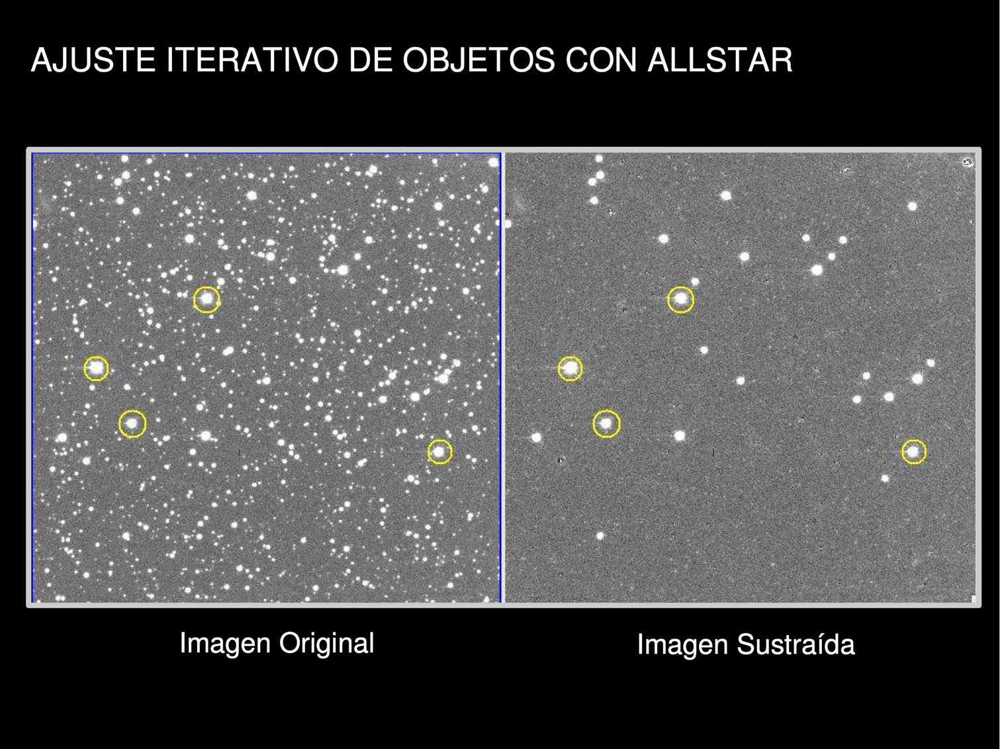 AJUSTE ITERATIVO DE OBJETOS CON ALLSTAR
Imagen Original
Imagen Sustraída